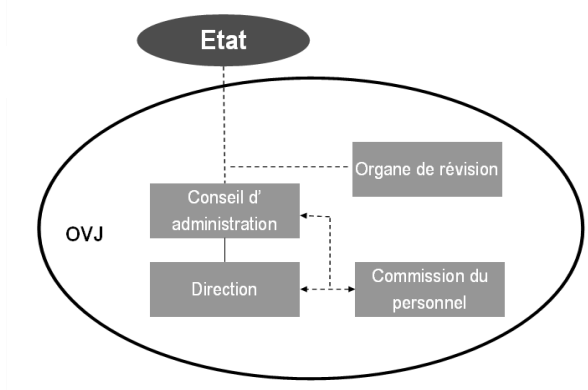 Etat
Organe de révision
Conseil d'
administration
OVJ
Direction
Commission du
personnel